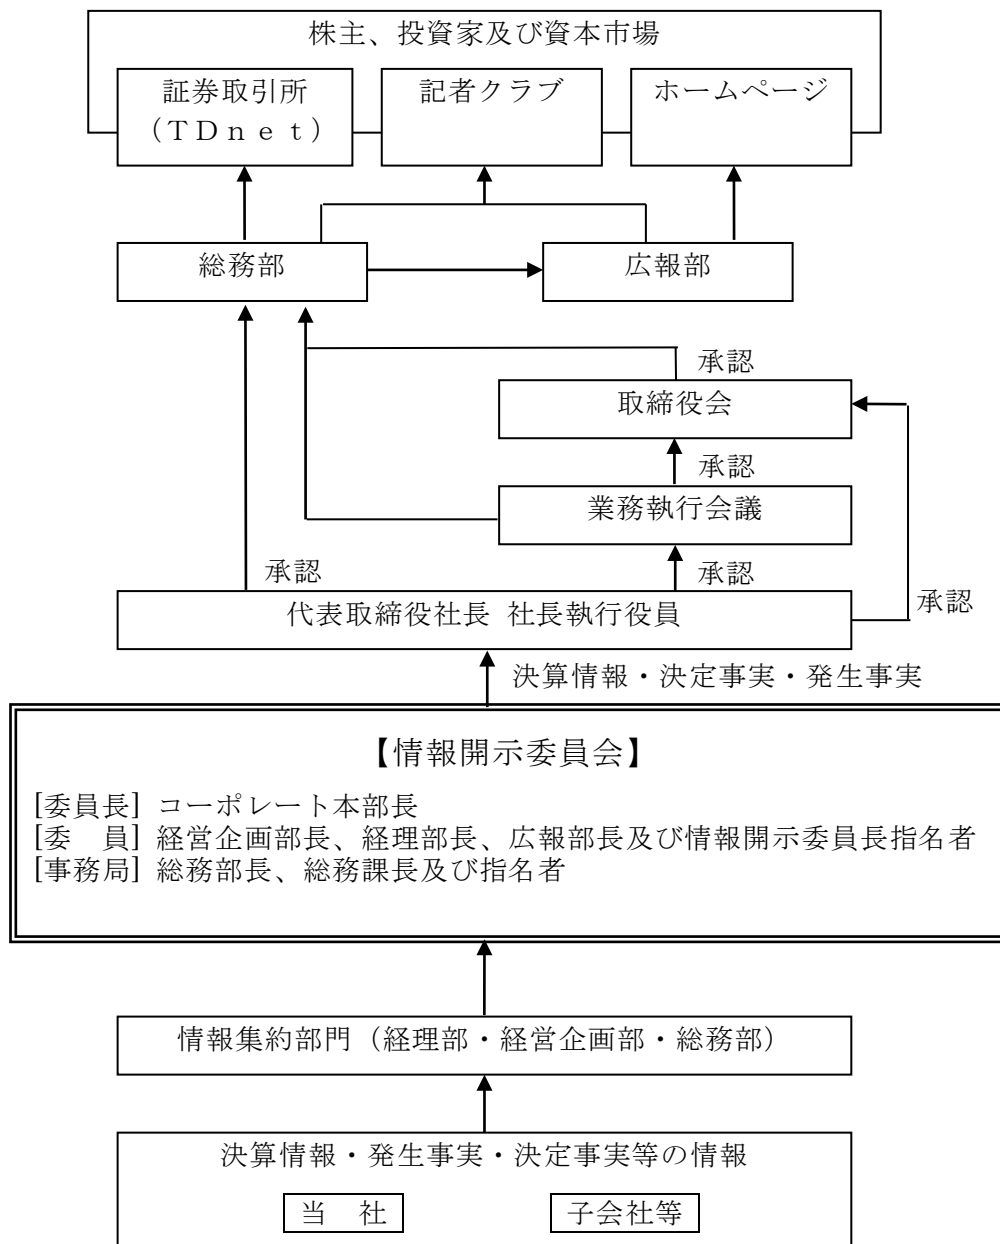 株主、投資家及び資本市場
証券取引所
(TDnet)
記者クラブ
ホームページ
総務部
広報部
承認
取締役会
承認
業務執行会議
承認
承認
代表取締役社長 社長執行役員
承認
決算情報・決定事実・発生事実
【情報開示委員会】
[委員長] コーポレート本部長
[委　員] 経営企画部長、経理部長、広報部長及び情報開示委員長指名者
[事務局] 総務部長、総務課長及び指名者
情報集約部門（経理部・経営企画部・総務部）
決算情報・発生事実・決定事実等の情報
当　社
子会社等